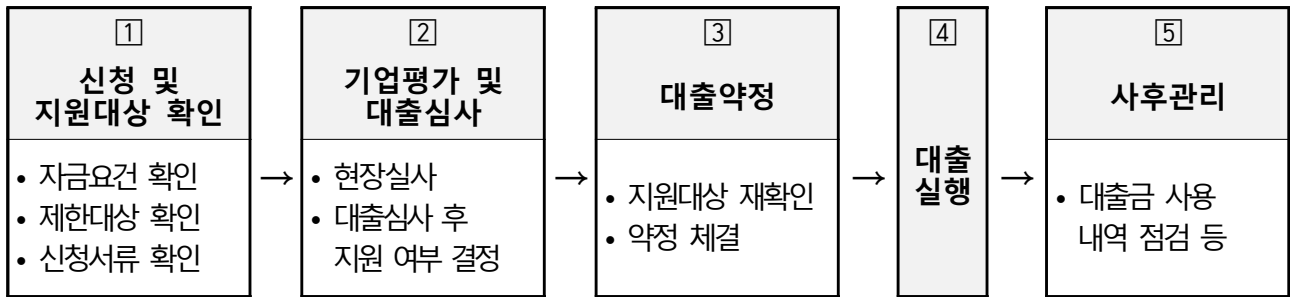 1
신청 및
지원대상 확인
• 자금요건 확인
• 제한대상 확인
• 신청서류 확인
→
2
기업평가 및
대출심사
• 현장실사
• 대출심사 후
지원 여부 결정
→
3
대출약정
• 지원대상 재확인
• 약정 체결
→
4
대출
실행
→
5
사후관리
• 대출금 사용
내역 점검 등